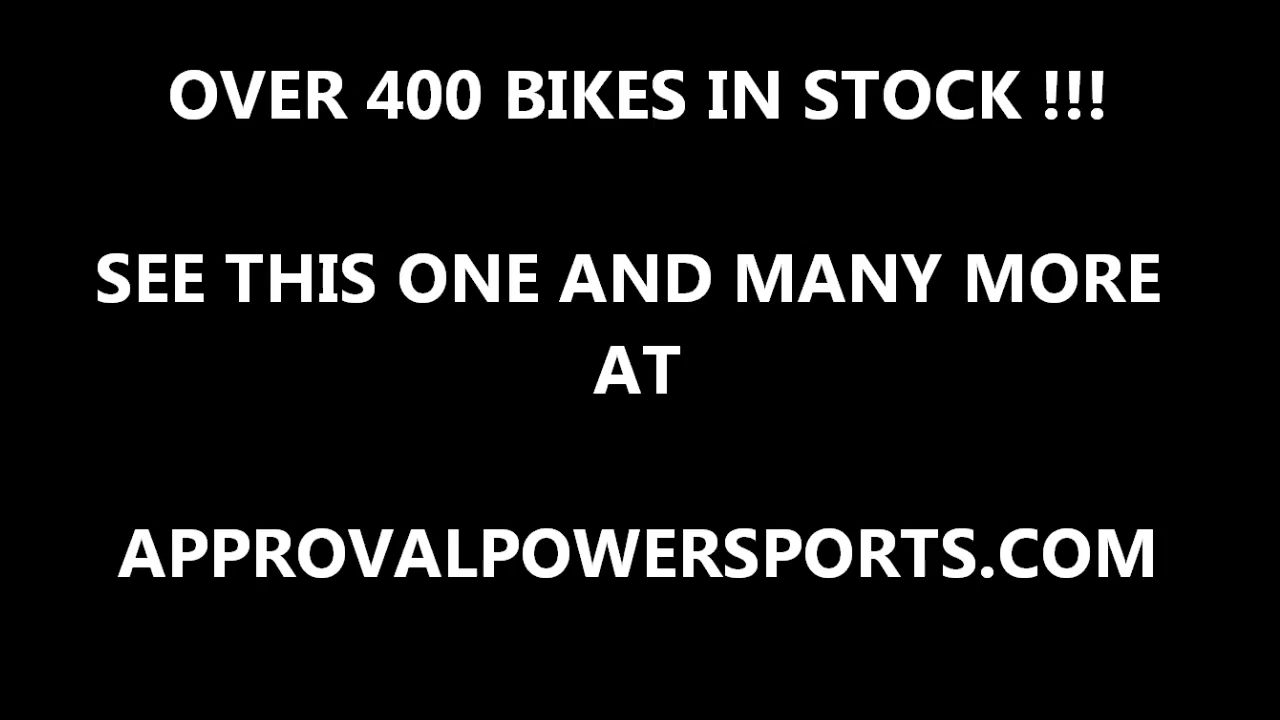 OVER 400 BIKES IN STOCK !!!
SEE THIS ONE AND MANY MORE
AT
APPROVALPOWERSPORTS.COM